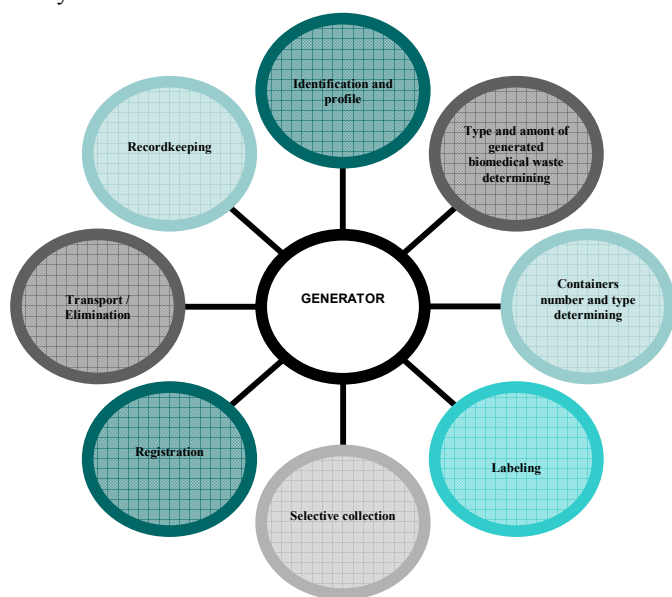 Identification and
profile
Type and amont of
generated
biomedical waste
determining
Recordkeeping
Containers
number and type
determining
GENERATOR
Transport /
Elimination
Registration
Labeling
Selective collection